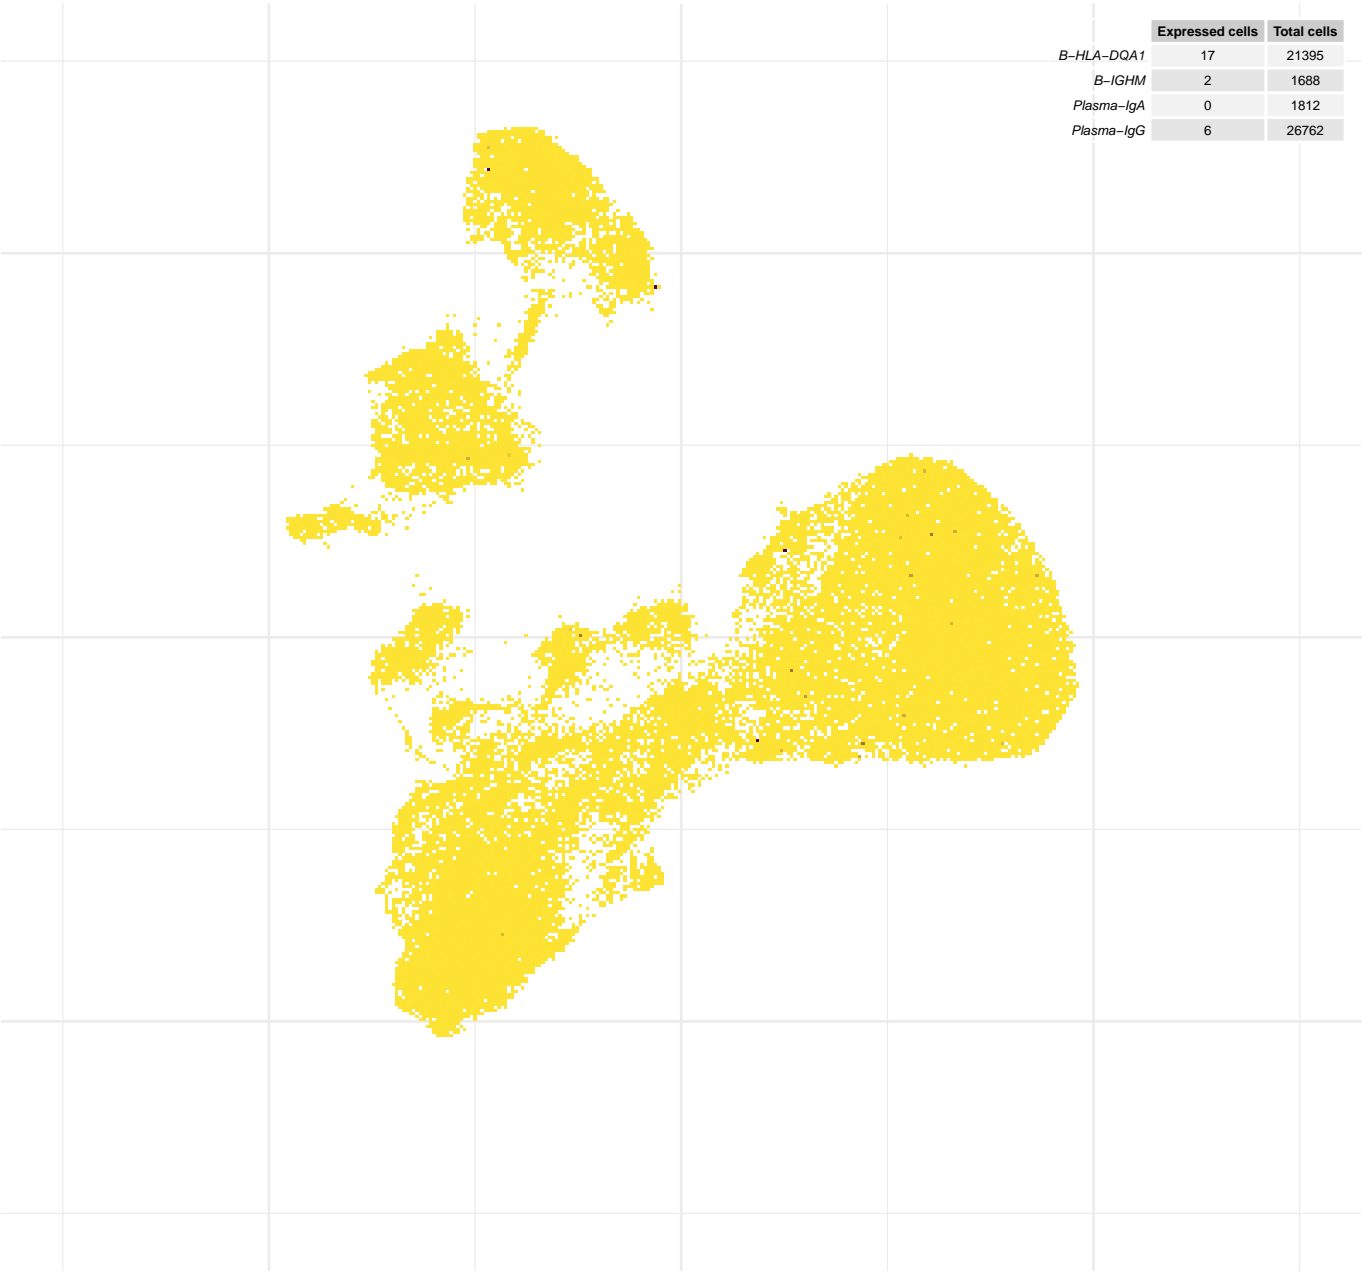 Expressed cells Total cells
B−HLA−DQA1 17 21395
B−IGHM 2 1688
Plasma−IgA 0 1812
Plasma−IgG 6 26762